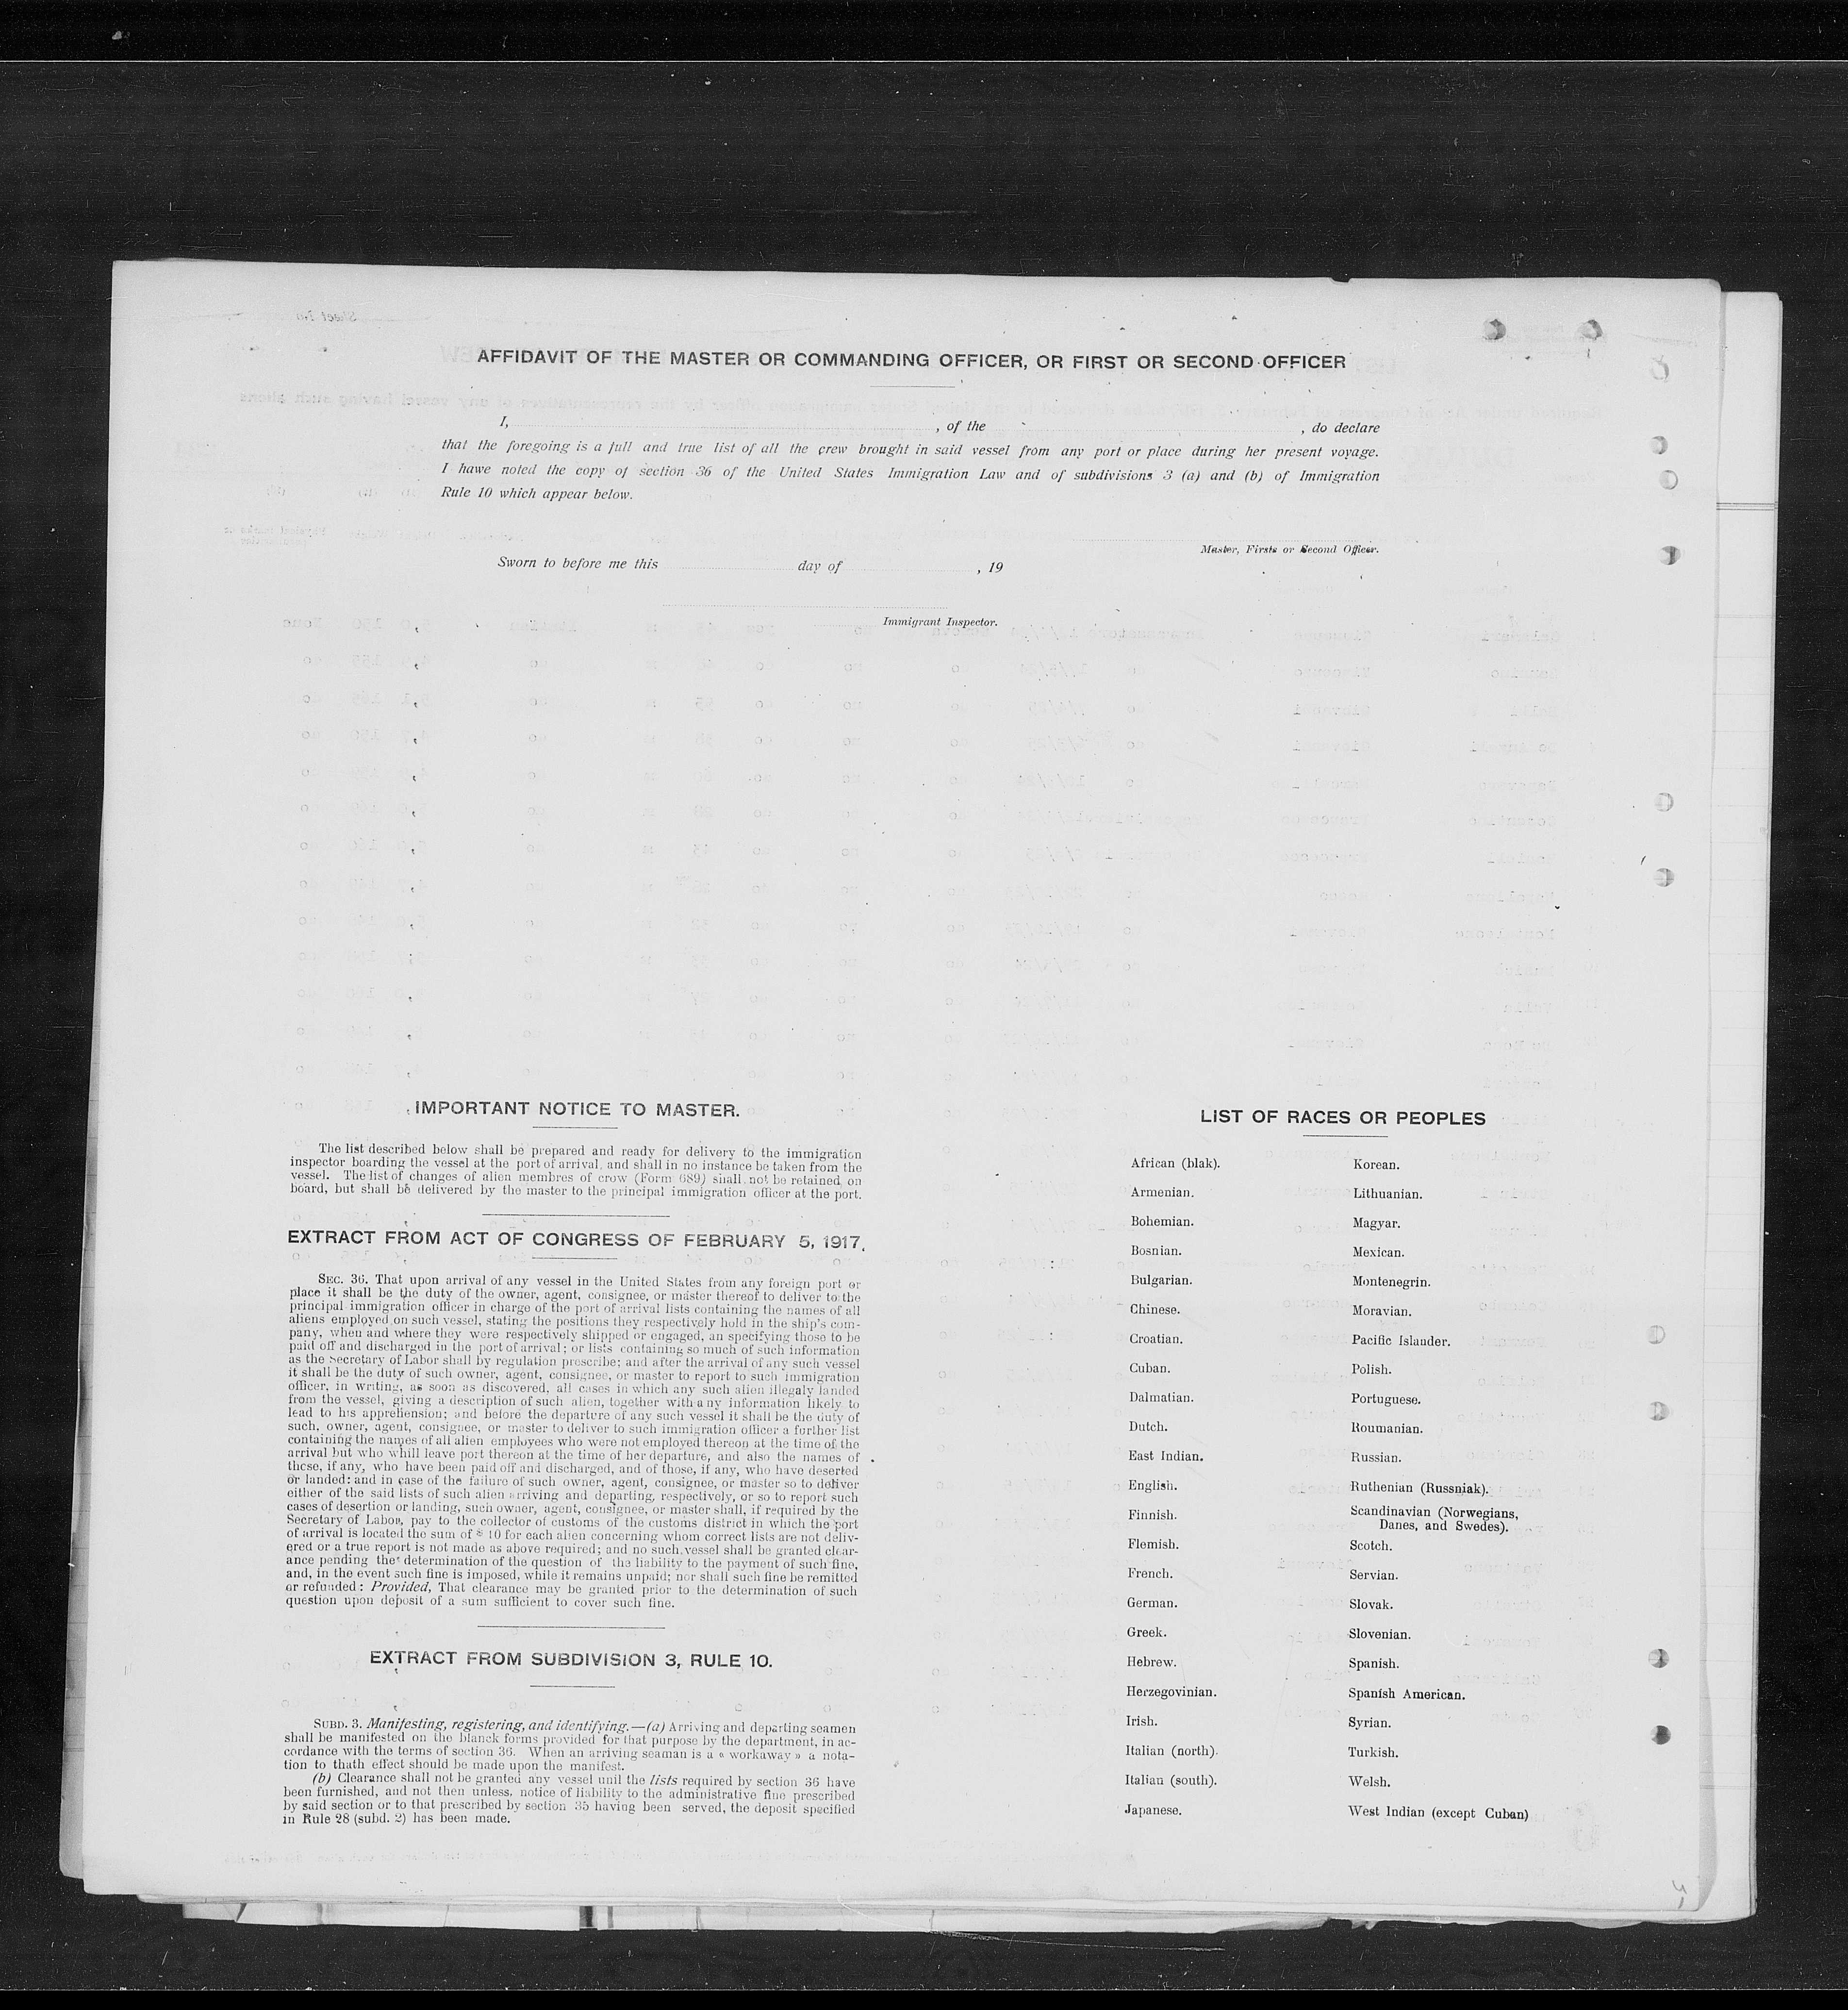 AFFIDAVIT OF THE MASTER OR COMMANDING OFFICER, OR FIRST OR SECOND OFFICER
I, , of the , do declare
that the foregoing is a full and true list of all the crew brought in said vessel from any port or place during her present voyage.
I hawe noted the copy of section 36 of the United States Immigration Law and of subdivisions 3 (a) and (b) of Immigration
Rule 10 which appear below.
Master, Firsts or Second Officer.
Sworn to before me this day of , 19
Immigrant Inspector.
IMPORTANT NOTICE TO MASTER.
The list described below shall be prepared and ready for delivery to the immigration
inspector boarding the vessel at the port of arrival, and shall in no instance be taken from the
vessel. The list of changes of alien membres of crow (Form 689) shall not be retained on
board, but shall be delivered by the master to the principal immigration officer at the port.
EXTRACT FROM ACT OF CONGRESS OF FEBRUARY 5, 1917.
SEC. 36. That upon arrival of any vessel in the United States from any foreign port or
place it shall be the duty of the owner, agent, consignee, or master thereof to deliver to the
principal immigration officer in charge of the port of arrival lists containing the names of all
aliens employed on such vessel, stating the positions they respectively hold in the ship's com-
pany, when and where they were respectively shipped or engaged, an specifying those to be
paid off and discharged in the port of arrival; or lists containing so much of such information
as the Secretary of Labor shall by regulation prescribe; and after the arrival of any such vessel
it shall be the duty of such owner, agent, consignee, or master to report to such immigration
officer, in writing, as soon as discovered, all cases in which any such alien illegaly landed
from the vessel, giving a description of such alien, together with any information likely to
lead to his apprehension; and before the departure of any such vessel it shall be the duty of
such, owner, agent, consignee, or master to deliver to such immigration officer a forther list
containing the names of all alien employees who were not employed thereon at the time of the
arrival but who whill leave port thereon at the time of her departure, and also the names of
these, if any, who have been paid off and discharged, and of those, if any, who have deserted
or landed: and in case of the failure of such owner, agent, consignee, or master so to deliver
either of the said lists of such alien arriving and departing, respectively, or so to report such
cases of desertion or landing, such owner, agent, consignee, or master shall, if required by the
Secretary of Labor, pay to the collector of customs of the customs district in which the port
of arrival is located the sum of $ 10 for each alien concerning whom correct lists are not deliv-
ered or a true report is not made as above required; and no such vessel shall be granted clear-
ance pending the determination of the question of the liability to the payment of such fine,
and, in the event such fine is imposed, while it remains unpaid; nor shall such fine be remitted
or refunded: Provided, That clearance may be granted prior to the determination of such
question upon deposit of a sum sufficient to cover such fine.
EXTRACT FROM SUBDIVISION 3, RULE 10.
SUBD. 3. Manifesting, registering, and identifying.—(a) Arriving and departing seamen
shall be manifested on the blanck forms provided for that purpose by the department, in ac-
cordance with the terms of section 36. When an arriving seaman is a « workaway » a nota-
tion to thath effect should be made upon the manifest.
(b) Clearance shall not be granted any vessel unil the lists required by section 36 have
been furnished, and not then unless, notice of liability to the administrative fine prescribed
by said section or to that prescribed by section 35 having been served, the deposit specified
in Rule 28 (subd. 2) has been made.
LIST OF RACES OR PEOPLES
African (blak).
Armenian.
Bohemian.
Bosnian.
Bulgarian.
Chinese.
Croatian.
Cuban.
Dalmatian.
Dutch.
East Indian.
English.
Finnish.
Flemish.
French.
German.
Greek.
Hebrew.
Herzegovinian.
Irish.
Italian (north).
Italian (south).
Japanese.
Korean.
Lithuanian.
Magyar.
Mexican.
Montenegrin.
Moravian.
Pacific Islander.
Polish.
Portuguese.
Roumanian.
Russian.
Ruthenian (Russniak).
Scandinavian (Norwegians,
Danes, and Swedes).
Scotch.
Servian.
Slovak.
Slovenian.
Spanish.
Spanish American.
Syrian.
Turkish.
Welsh.
West Indian (except Cuban)